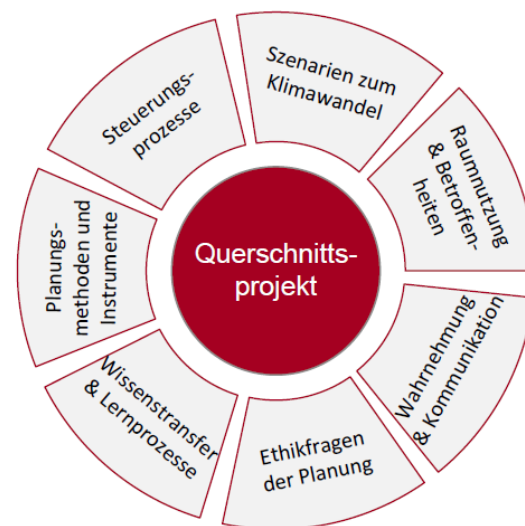 Szenarien zum
Klimawandel
Raumnutzung
& Betroffen-
heiten
Wahrnehmung
& Kommunikation
Ethikfragen
der Planung
Wissenstransfer
& Lernprozesse
Planungs-
methoden und
Instrumente
Steuerungs-
prozesse
Querschnitts-
projekt